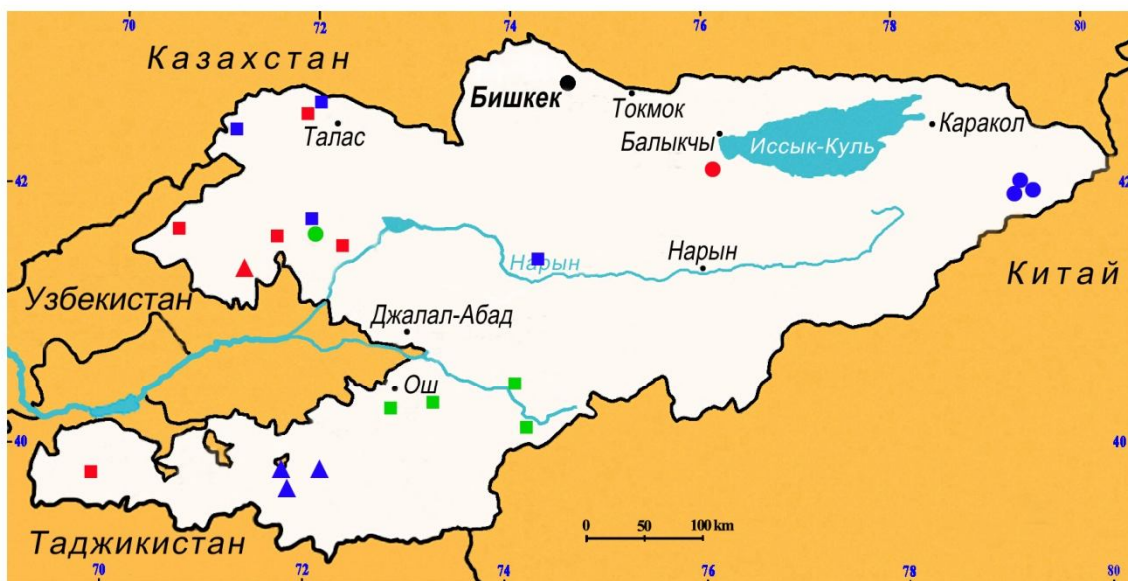 70 72 74 76 78 80
Казахстан
Бишкек
Токмок
Талас
Балыкчы
Каракол
Иссык-Куль
42 42
Нарын
Нарын
Китай
Узбекистан
Джалал-Абад
Ош
40 40
Таджикистан
0 50 100 km
70 72 74 76 78 80